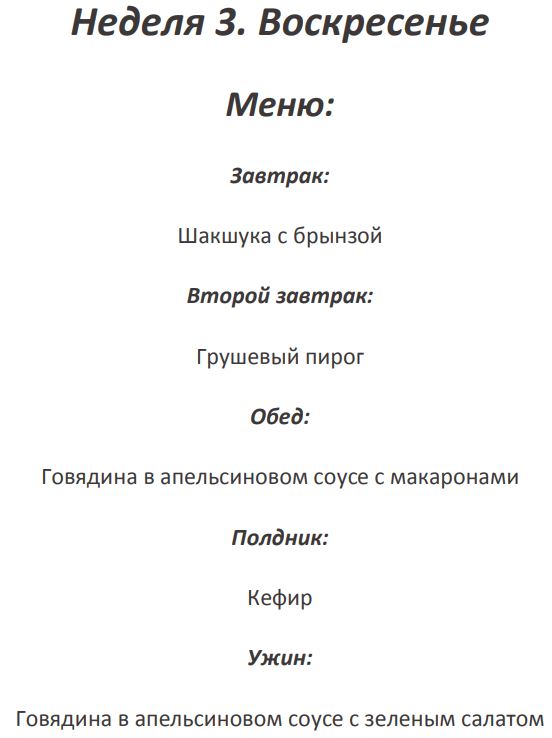 Неделя 3. Воскресенье
Меню:
Завтрак:
Шакшука с брынзой
Второй завтрак:
Грушевый пирог
Обед:
Говядина в апельсиновом соусе с макаронами
Полдник:
Кефир
Ужин:
Говядина в апельсиновом соусе с зеленым салатом